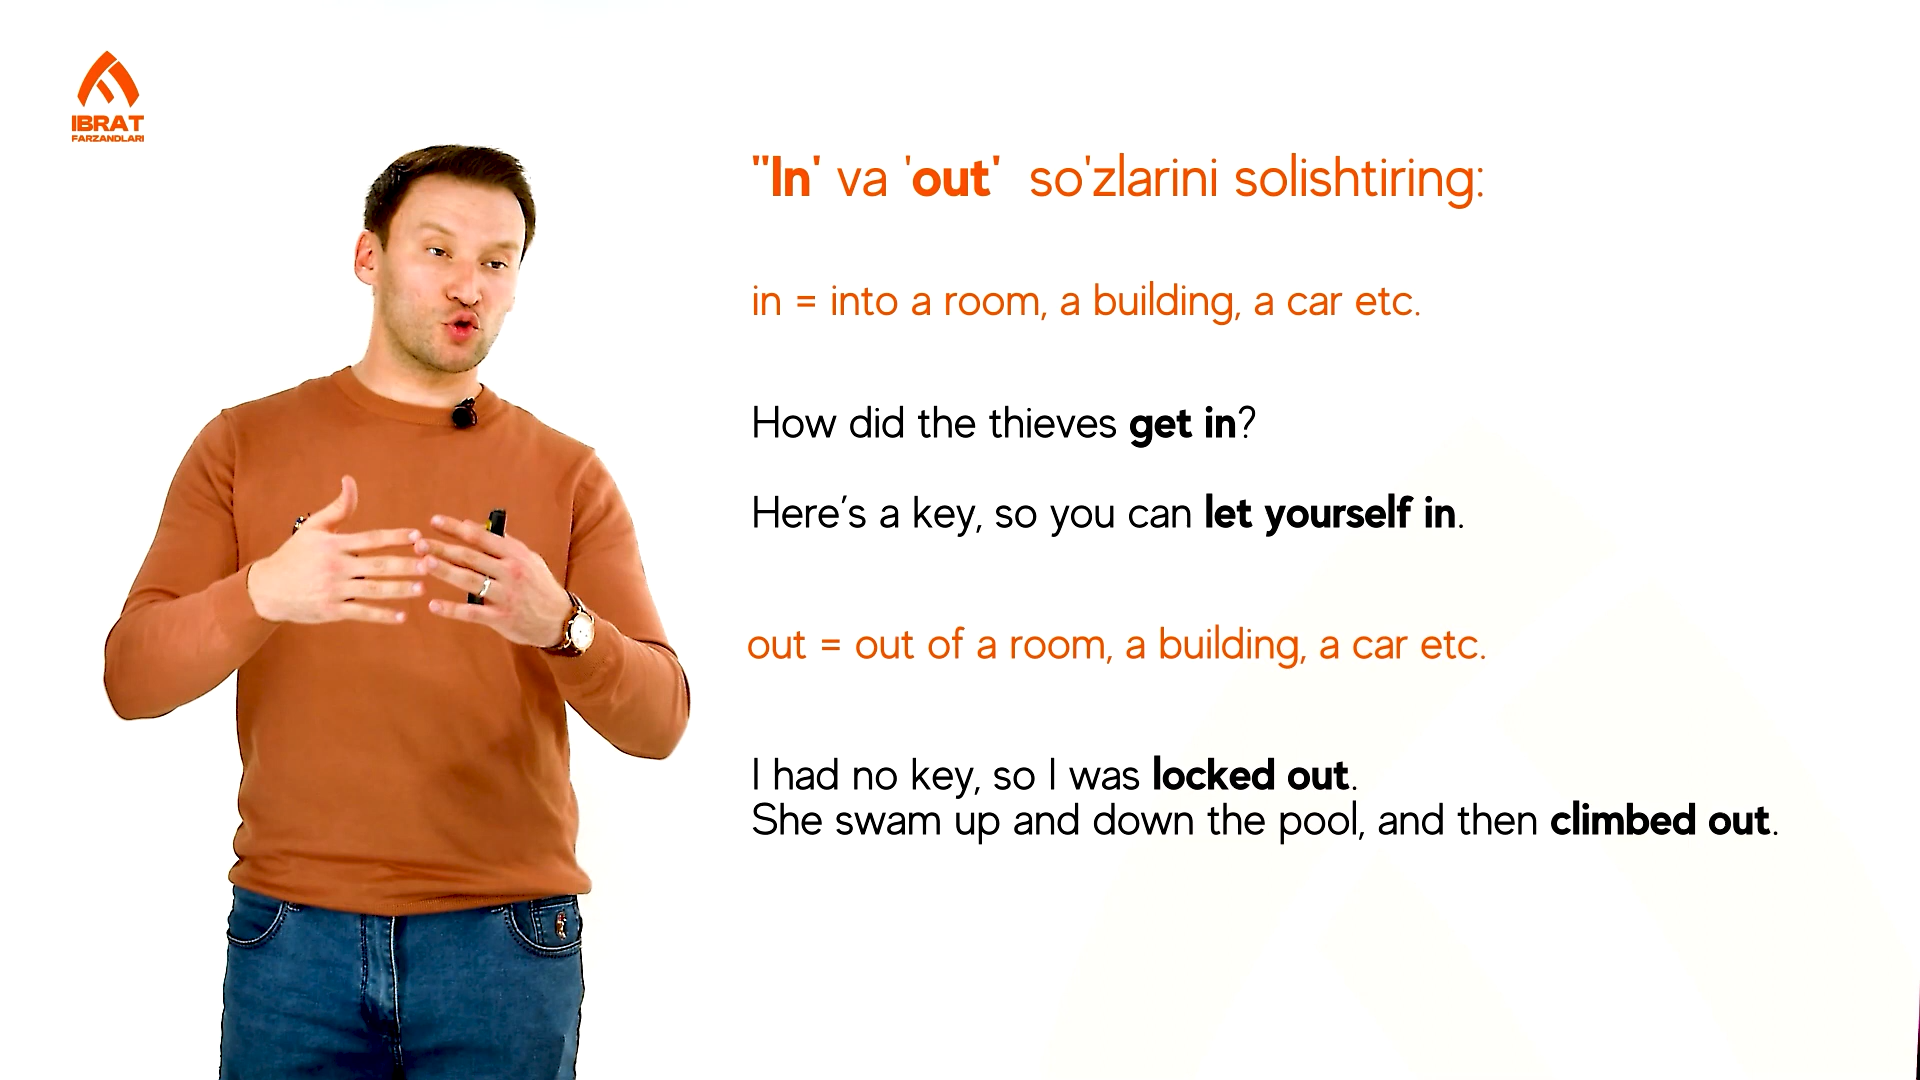 IBRAT
FARZANDLARI
"In' va 'out' so'zlarini solishtiring:
in = into a room, a building, a car etc.
How did the thieves get in?
Here’s a key, so you can let yourself in.
out = out of a room, a building, a car etc.
I had no key, so I was locked out.
She swam up and down the pool, and then climbed out.